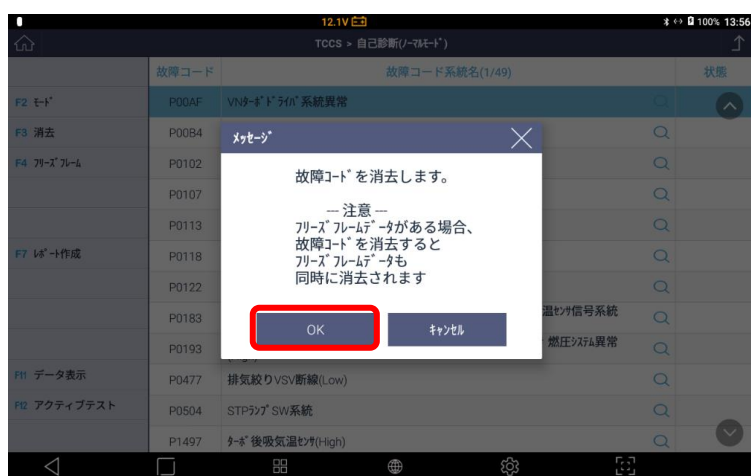 12.1V
100% 13:56
TCCS > 自己診断(ﾉｰﾏﾙﾓｰﾄﾞ)
故障コード 故障コード系統名(1/49) 状態
P00AF VNﾀｰﾎﾞﾄﾞﾗｲﾊﾞ系統異常
F2 ﾓｰﾄﾞ
P00B4
F3 消去
P0102
F4 ﾌﾘｰｽﾞﾌﾚｰﾑ
P0107
P0113
P0118
F7 ﾚﾎﾟｰﾄ作成
P0122
P0183 温ｾﾝｻ信号系統
P0193 燃圧ｼｽﾃﾑ異常
F11 データ表示
P0477 排気絞りVSV断線(Low)
F12 アクティブテスト
P0504 STPﾗﾝﾌﾟSW系統
P1497 ﾀｰﾎﾞ後吸気温ｾﾝｻ(High)
ﾒｯｾｰｼﾞ
故障ｺｰﾄﾞを消去します。
--- 注意 ---
ﾌﾘｰｽﾞﾌﾚｰﾑﾃﾞｰﾀがある場合、
故障ｺｰﾄﾞを消去すると
ﾌﾘｰｽﾞﾌﾚｰﾑﾃﾞｰﾀも
同時に消去されます
OK
ｷｬﾝｾﾙ